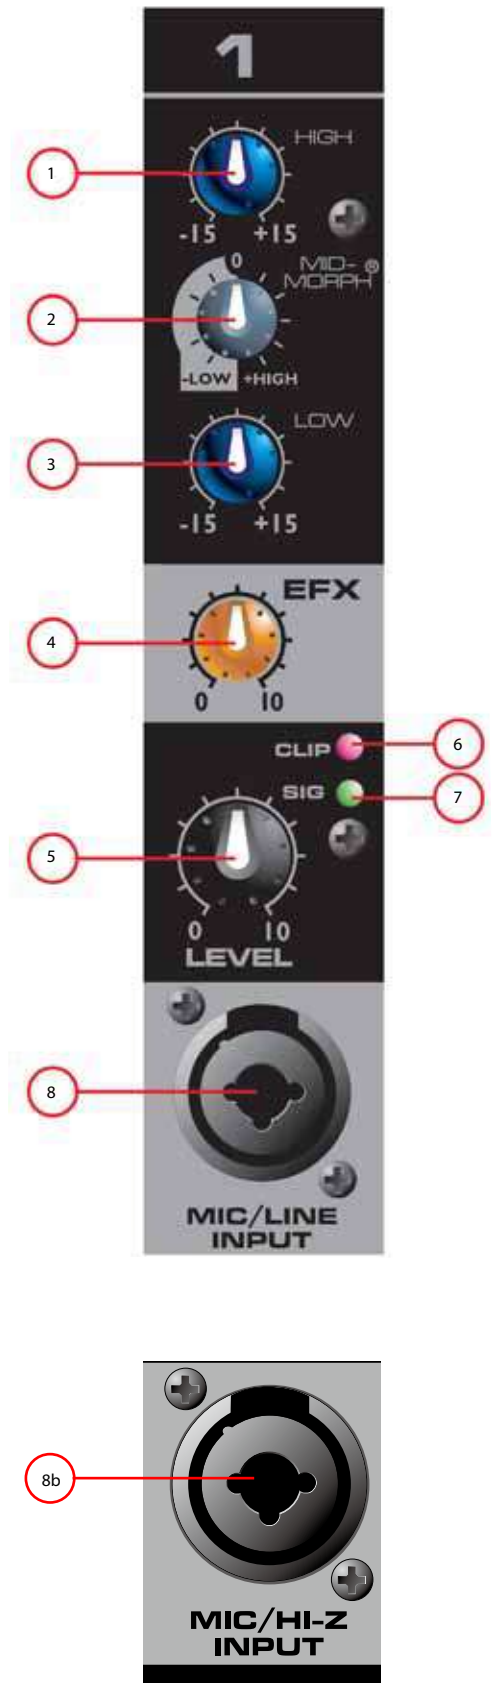 1
HIGH
1
-15 +15
0
MID-
MORPH®
2
-LOW +HIGH
LOW
3
-15 +15
EFX
4
0 10
CLIP 6
SIG 7
5
0 10
LEVEL
8
MIC/LINE
INPUT
8b
MIC/HI-Z
INPUT